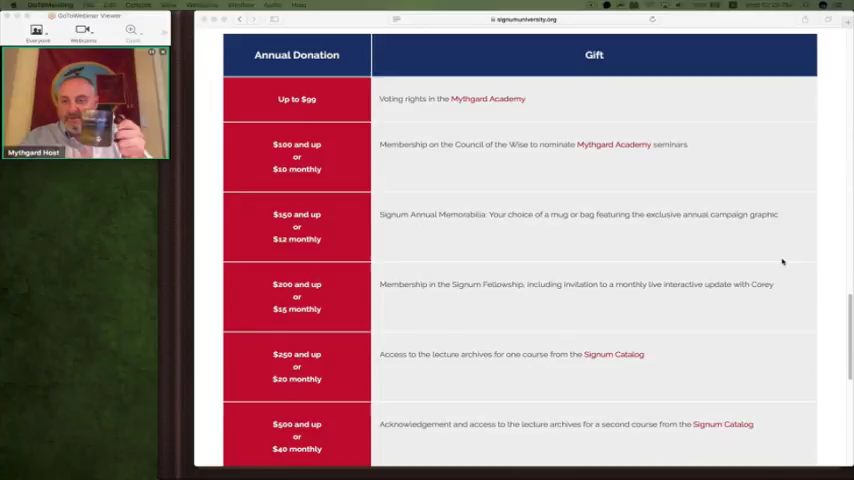 GoToWebinar Viewer
Everyone
Webcams
Mythgard Host
signumuniversity.org
Annual Donation
Gift
Up to $99
Voting rights in the Mythgard Academy
$100 and up
or
$10 monthly
Membership on the Council of the Wise to nominate Mythgard Academy seminars
$150 and up
or
$12 monthly
Signum Annual Memorabilia: Your choice of a mug or bag featuring the exclusive annual campaign graphic
$200 and up
or
$15 monthly
Membership in the Signum Fellowship, including invitation to a monthly live interactive update with Corey
$250 and up
or
$20 monthly
Access to the lecture archives for one course from the Signum Catalog
$500 and up
or
$40 monthly
Acknowledgement and access to the lecture archives for a second course from the Signum Catalog